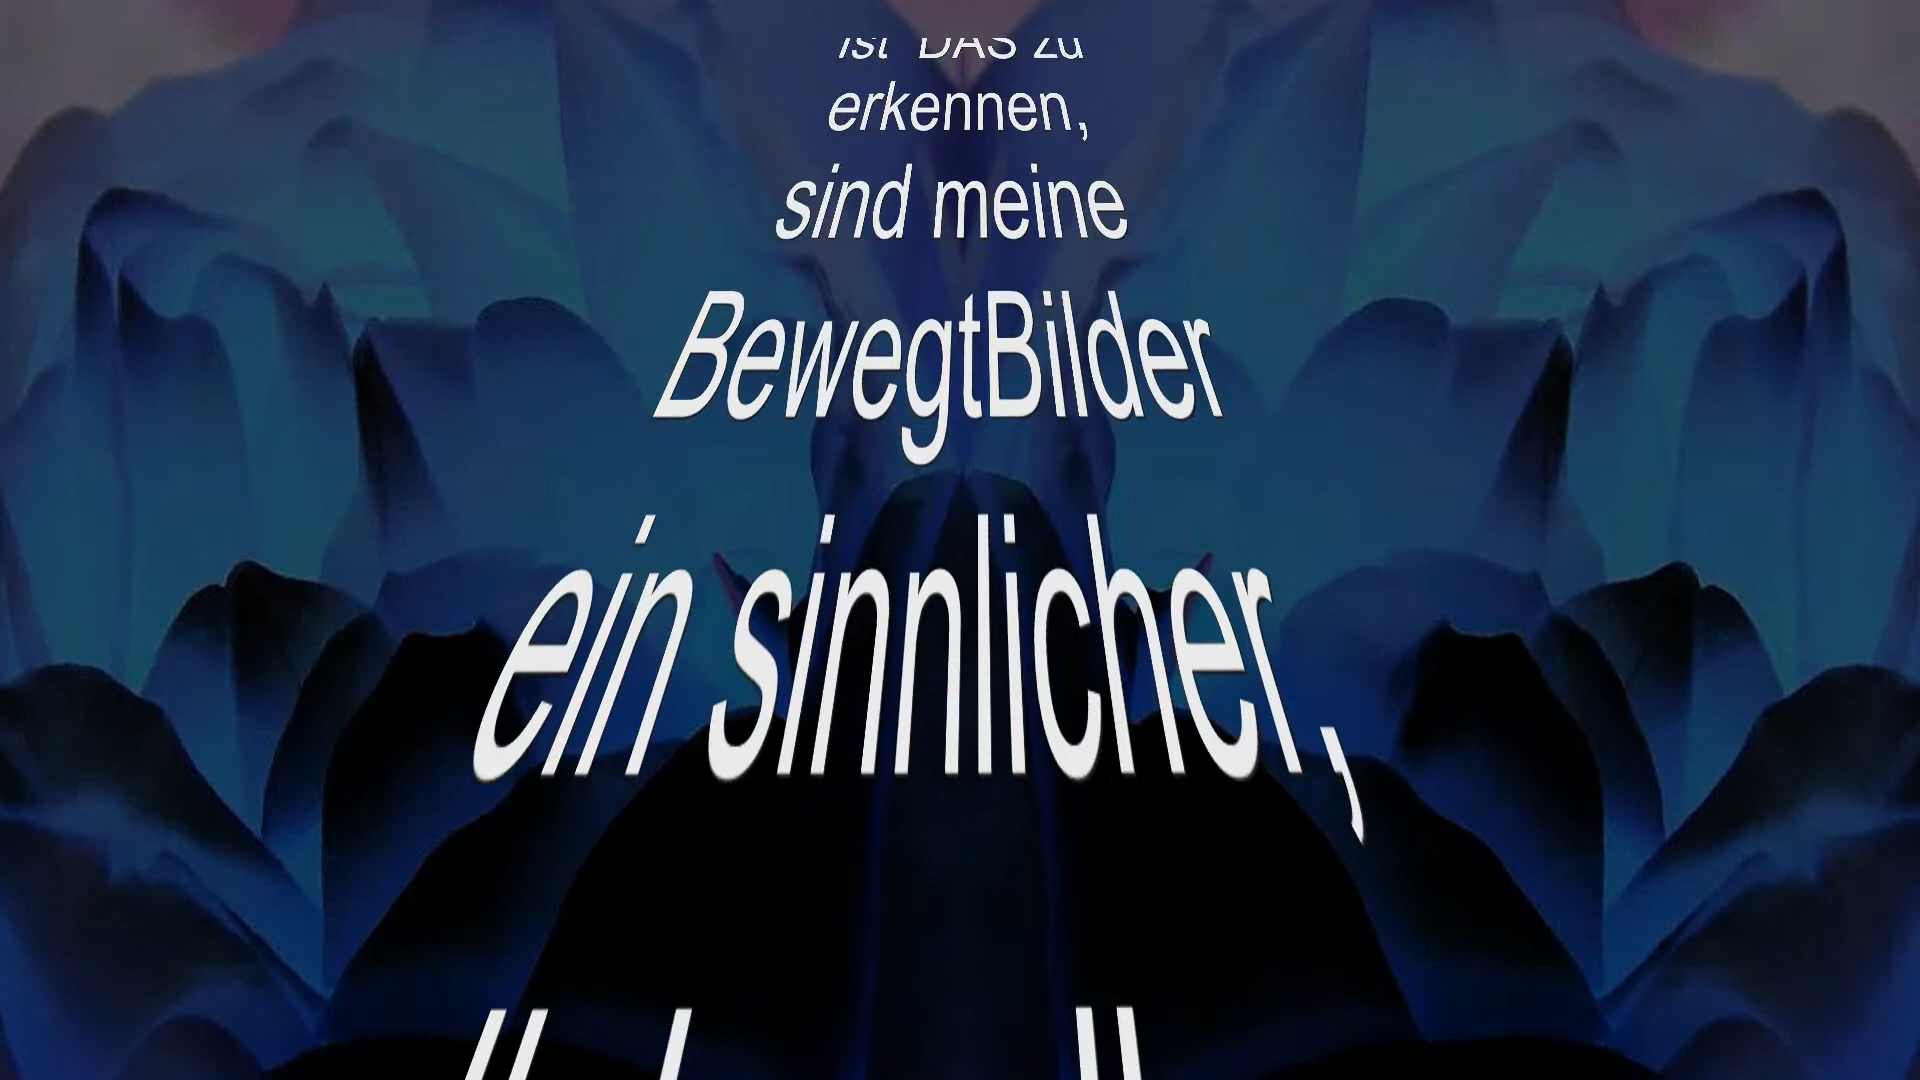 ist DAS zu
erkennen,
sind meine
BewegtBilder
ein sinnlicher,